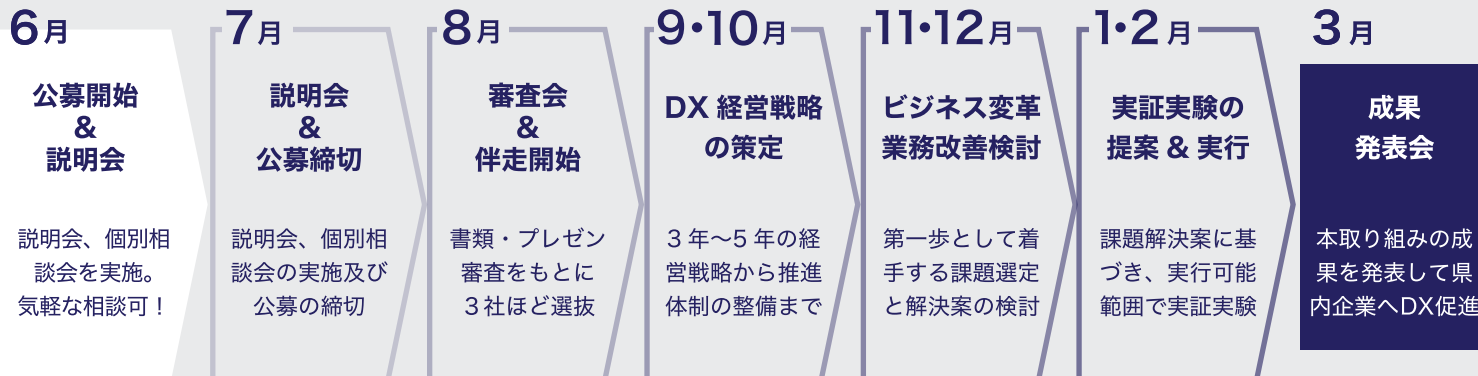 6月
公募開始
&
説明会
説明会、個別相
談会を実施。
気軽な相談可！
7月
説明会
&
公募締切
説明会、個別相
談会の実施及び
公募の締切
8月
審査会
&
伴走開始
書類・プレゼン
審査をもとに
３社ほど選抜
9・10月
DX 経営戦略
の策定
3 年〜5 年の経
営戦略から推進
体制の整備まで
11・12月
ビジネス変革
業務改善検討
第一歩として着
手する課題選定
と解決案の検討
1・2月
実証実験の
提案 & 実行
課題解決案に基
づき、実行可能
範囲で実証実験
3月
成果
発表会
本取り組みの成
果を発表して県
内企業へDX促進